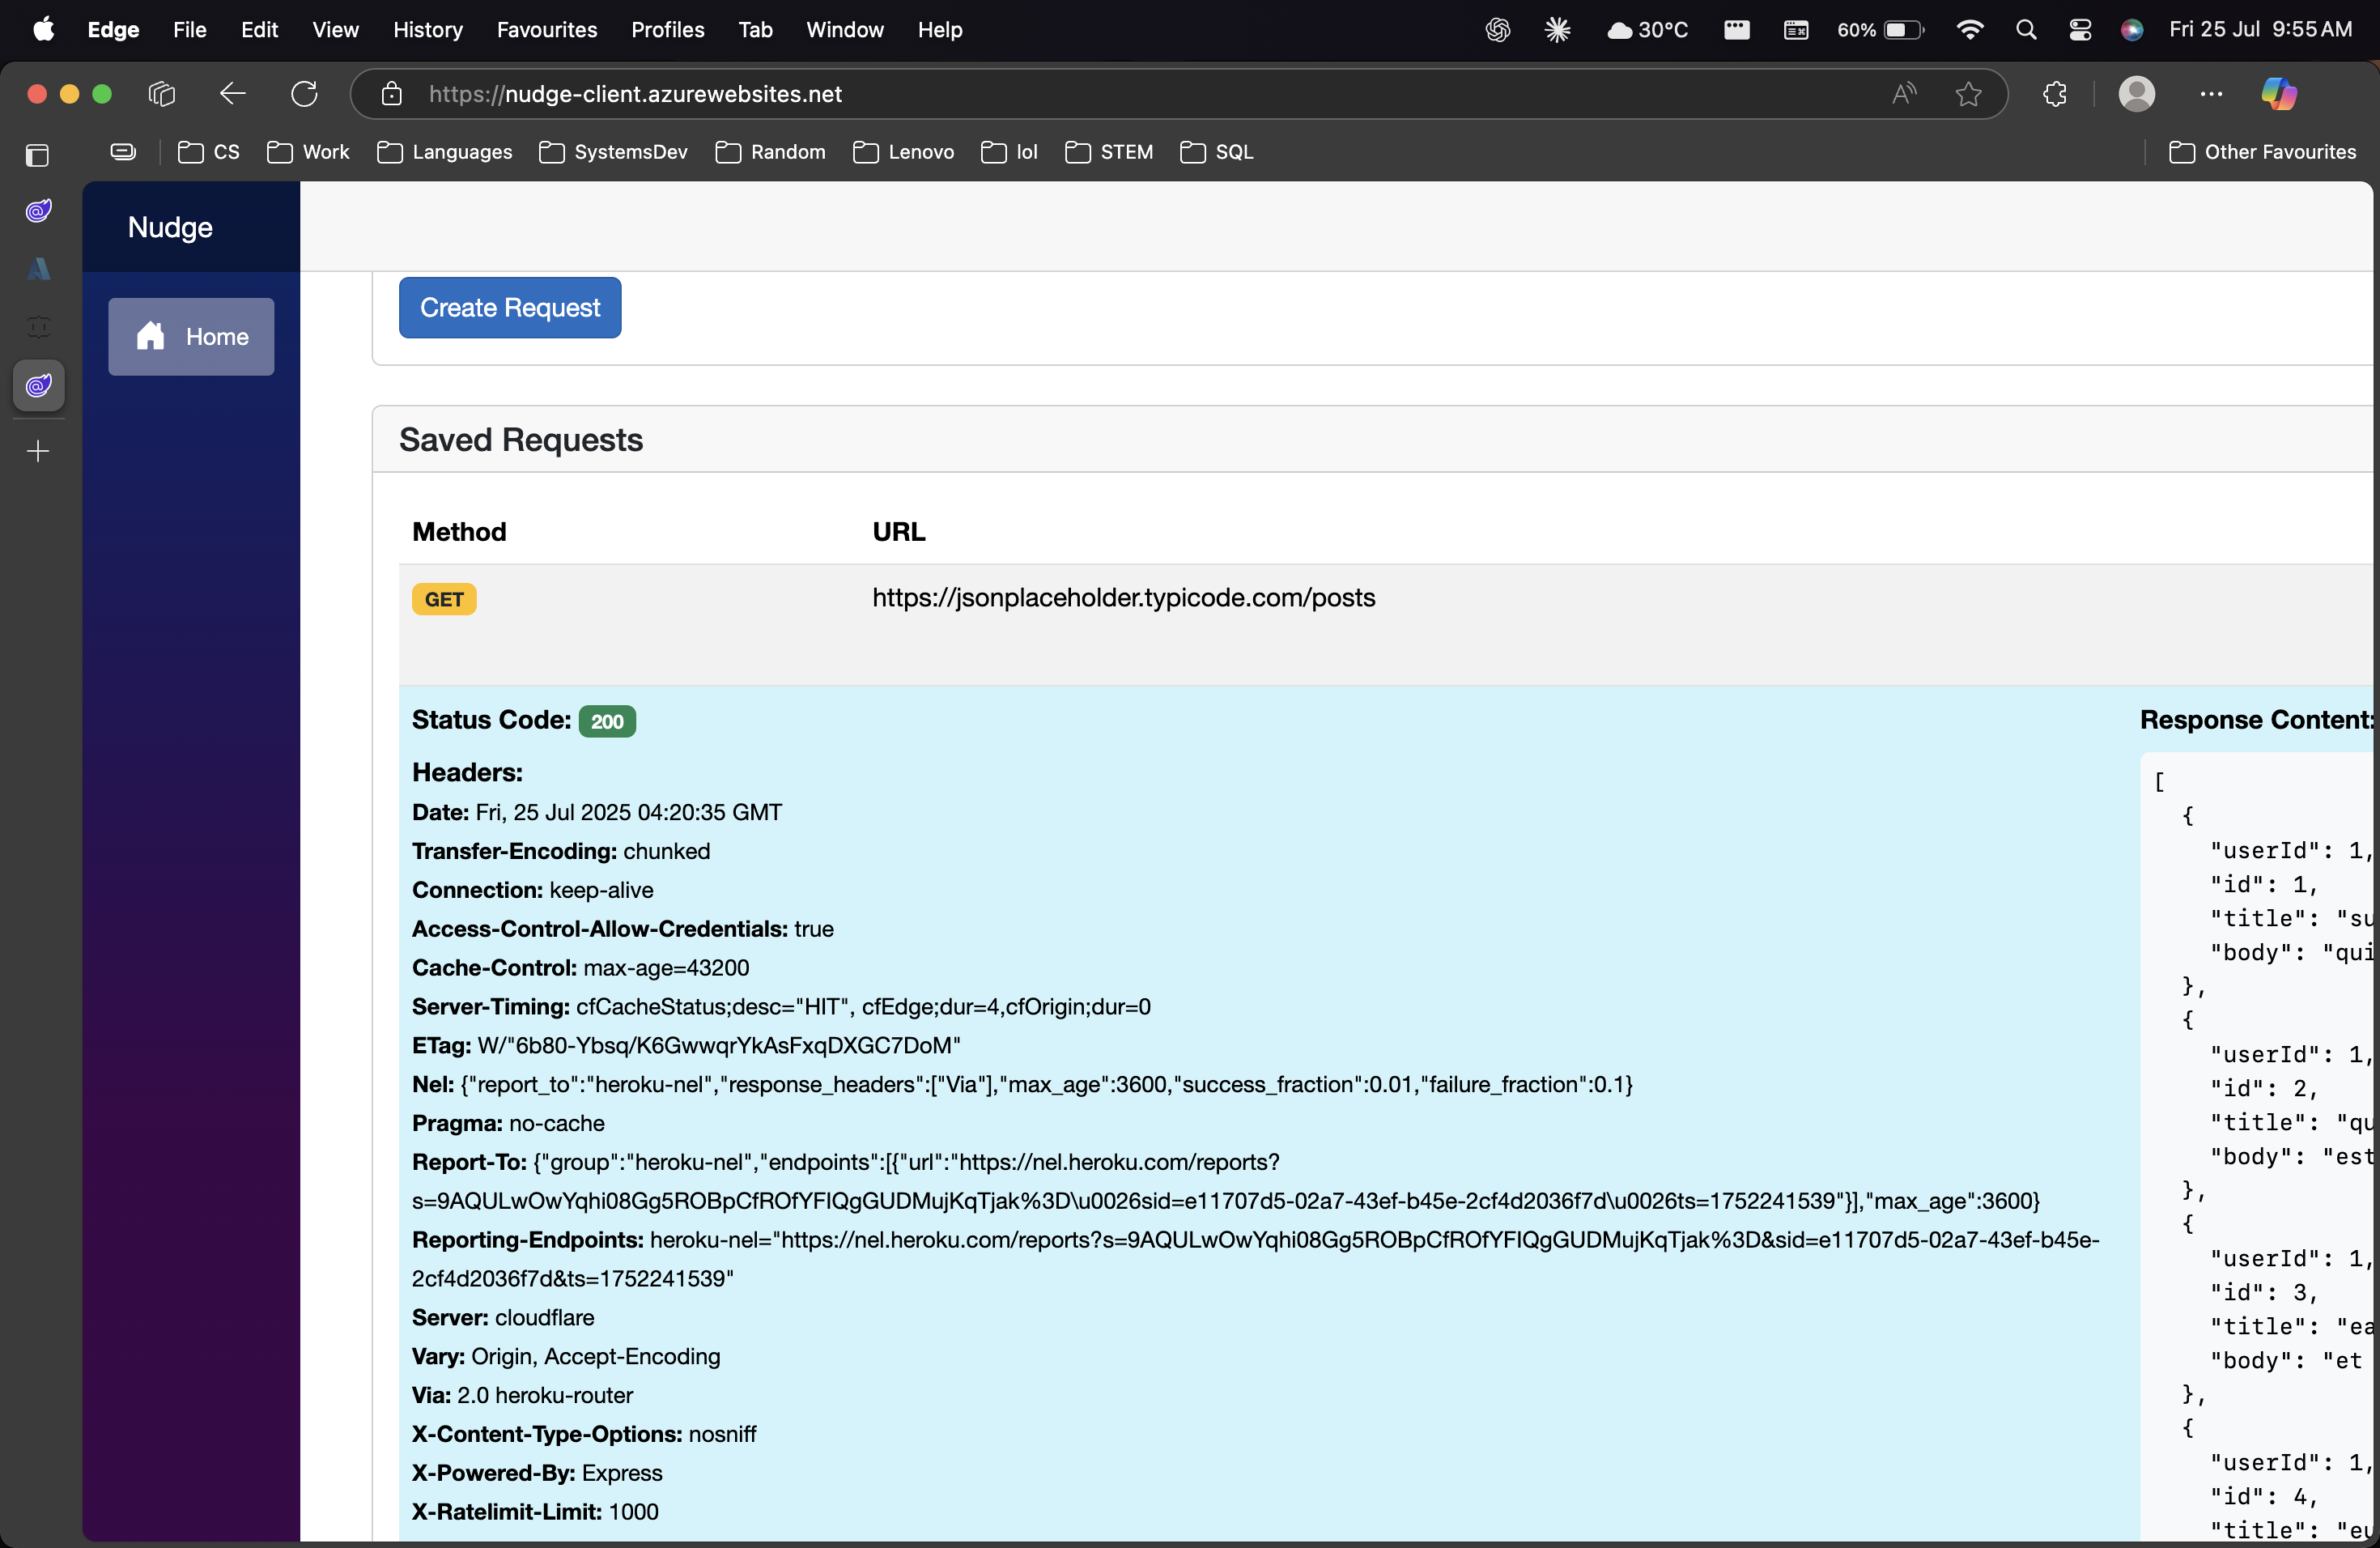 Edge File Edit View History Favourites Profiles Tab Window Help 30°C 60% Fri 25 Jul 9:55 AM
https://nudge-client.azurewebsites.net
CS Work Languages SystemsDev Random Lenovo lol STEM SQL Other Favourites
Nudge
Home
Create Request
Saved Requests
Method URL
GET https://jsonplaceholder.typicode.com/posts
Status Code: 200
Headers:
Date: Fri, 25 Jul 2025 04:20:35 GMT
Transfer-Encoding: chunked
Connection: keep-alive
Access-Control-Allow-Credentials: true
Cache-Control: max-age=43200
Server-Timing: cfCacheStatus;desc="HIT", cfEdge;dur=4,cfOrigin;dur=0
ETag: W/"6b80-Ybsq/K6GwwqrYkAsFxqDXGC7DoM"
Nel: {"report_to":"heroku-nel","response_headers":["Via"],"max_age":3600,"success_fraction":0.01,"failure_fraction":0.1}
Pragma: no-cache
Report-To: {"group":"heroku-nel","endpoints":[{"url":"https://nel.heroku.com/reports?
s=9AQULwOwYqhi08Gg5ROBpCfROfYFIQgGUDMujKqTjak%3D\u0026sid=e11707d5-02a7-43ef-b45e-2cf4d2036f7d\u0026ts=1752241539"}],"max_age":3600}
Reporting-Endpoints: heroku-nel="https://nel.heroku.com/reports?s=9AQULwOwYqhi08Gg5ROBpCfROfYFIQgGUDMujKqTjak%3D&sid=e11707d5-02a7-43ef-b45e-
2cf4d2036f7d&ts=1752241539"
Server: cloudflare
Vary: Origin, Accept-Encoding
Via: 2.0 heroku-router
X-Content-Type-Options: nosniff
X-Powered-By: Express
X-Ratelimit-Limit: 1000
Response Content:
[
{
"userId": 1,
"id": 1,
"title": "su
"body": "qui
},
{
"userId": 1,
"id": 2,
"title": "qu
"body": "est
},
{
"userId": 1,
"id": 3,
"title": "ea
"body": "et
},
{
"userId": 1,
"id": 4,
"title": "eu